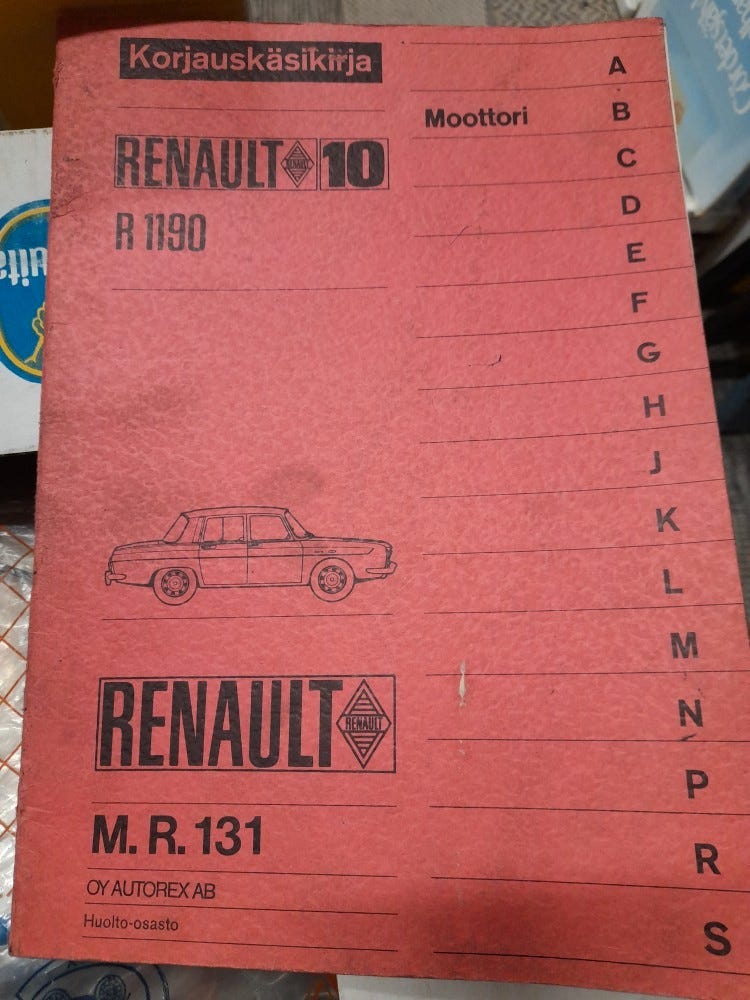 Korjauskäsikirja
RENAULT RENAULT 10
R 1190
RENAULT RENAULT
M. R. 131
OY AUTOREX AB
Huolto-osasto
A
Moottori B
C
D
E
F
G
H
J
K
L
M
N
P
R
S